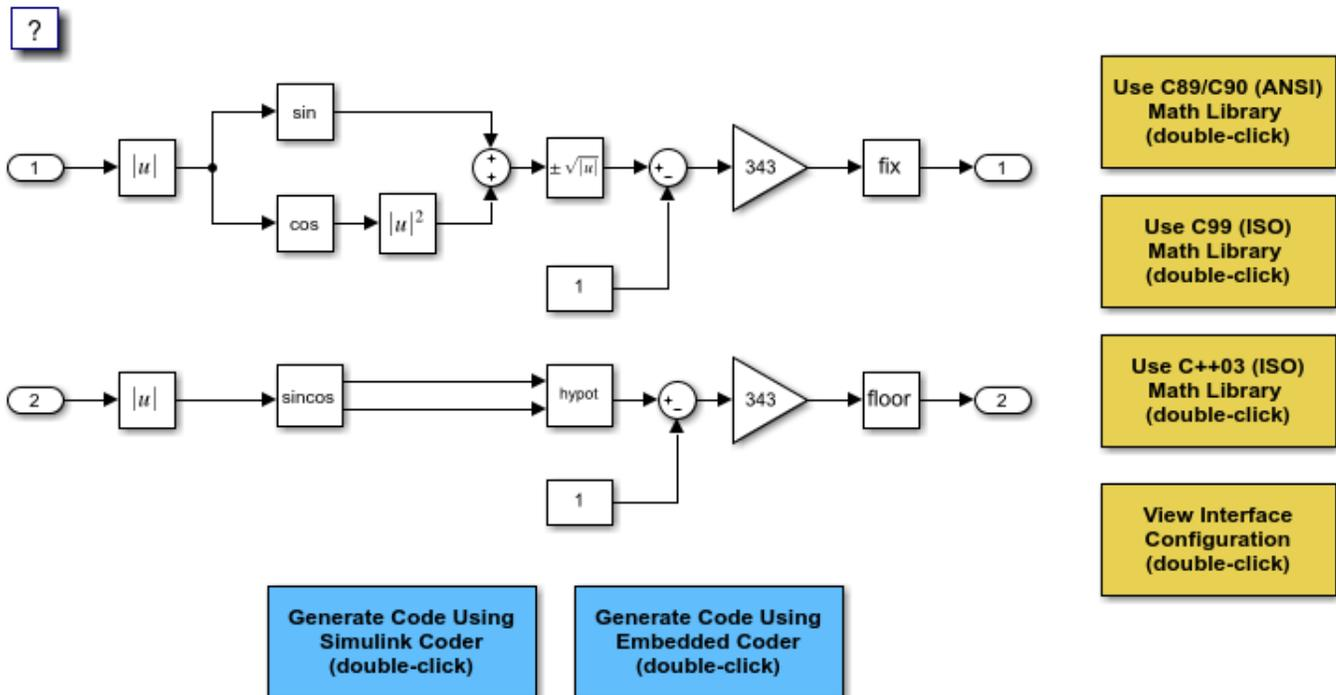 ?
Use C89/C90 (ANSI)
Math Library
(double-click)
sin
1
|u|
+
+
± √|u|
+
−
343
fix
1
cos
|u|²
1
Use C99 (ISO)
Math Library
(double-click)
2
|u|
sincos
hypot
+
−
343
floor
2
1
Use C++03 (ISO)
Math Library
(double-click)
View Interface
Configuration
(double-click)
Generate Code Using
Simulink Coder
(double-click)
Generate Code Using
Embedded Coder
(double-click)